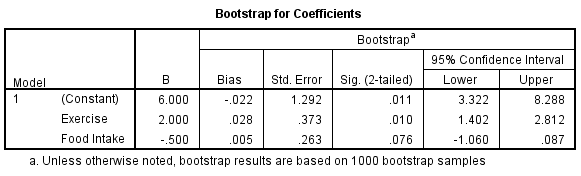 Bootstrap for Coefficients
Bootstrapᵃ
95% Confidence Interval
Model B Bias Std. Error Sig. (2-tailed) Lower Upper
1 (Constant) 6.000 -.022 1.292 .011 3.322 8.288
Exercise 2.000 .028 .373 .010 1.402 2.812
Food Intake -.500 .005 .263 .076 -1.060 .087
a. Unless otherwise noted, bootstrap results are based on 1000 bootstrap samples